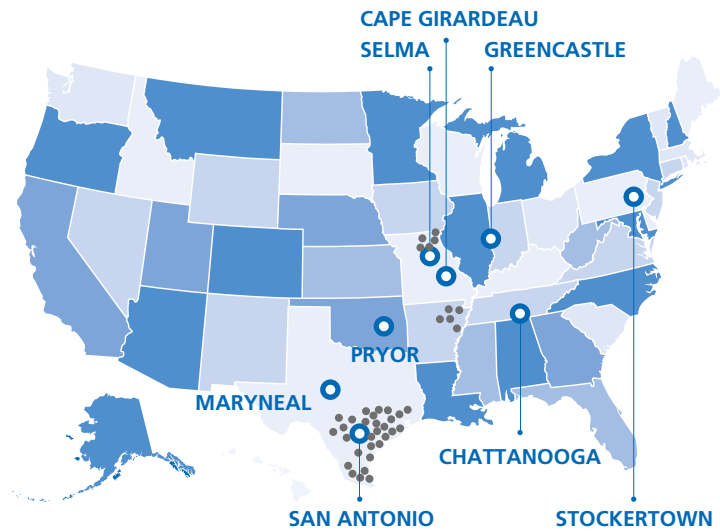 CAPE GIRARDEAU
SELMA
GREENCASTLE
PRYOR
MARYNEAL
CHATTANOOGA
SAN ANTONIO
STOCKERTOWN